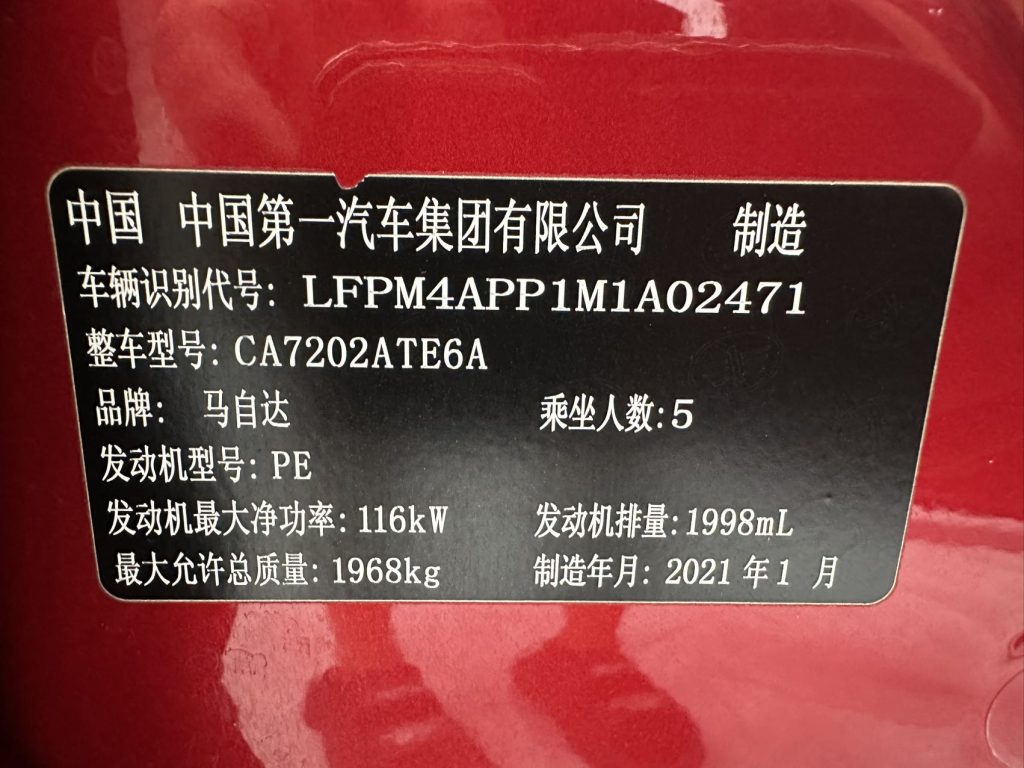 中国 中国第一汽车集团有限公司 制造
车辆识别代号: LFPM4APP1M1A02471
整车型号: CA7202ATE6A
品牌: 马自达 乘坐人数:5
发动机型号: PE
发动机最大净功率: 116kW 发动机排量:1998mL
最大允许总质量: 1968kg 制造年月: 2021 年 1 月